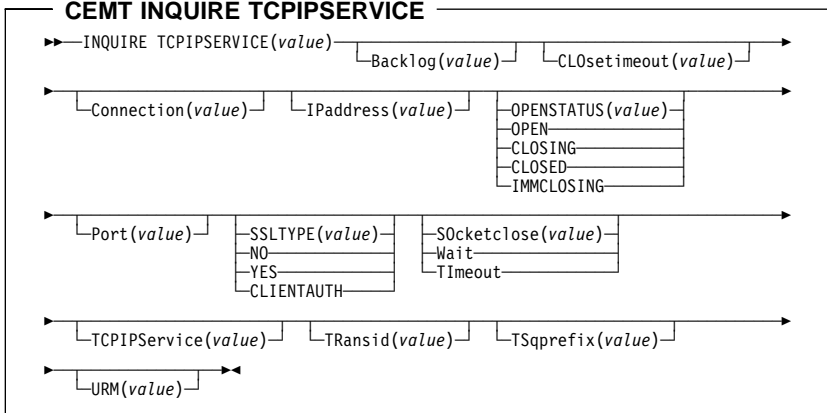 CEMT INQUIRE TCPIPSERVICE
INQUIRE TCPIPSERVICE(value)
Backlog(value) CLOsetimeout(value)
Connection(value) IPaddress(value) OPENSTATUS(value)
OPEN
CLOSING
CLOSED
IMMCLOSING
Port(value) SSLTYPE(value) SOcketclose(value)
NO Wait
YES TImeout
CLIENTAUTH
TCPIPService(value) TRansid(value) TSqprefix(value)
URM(value)